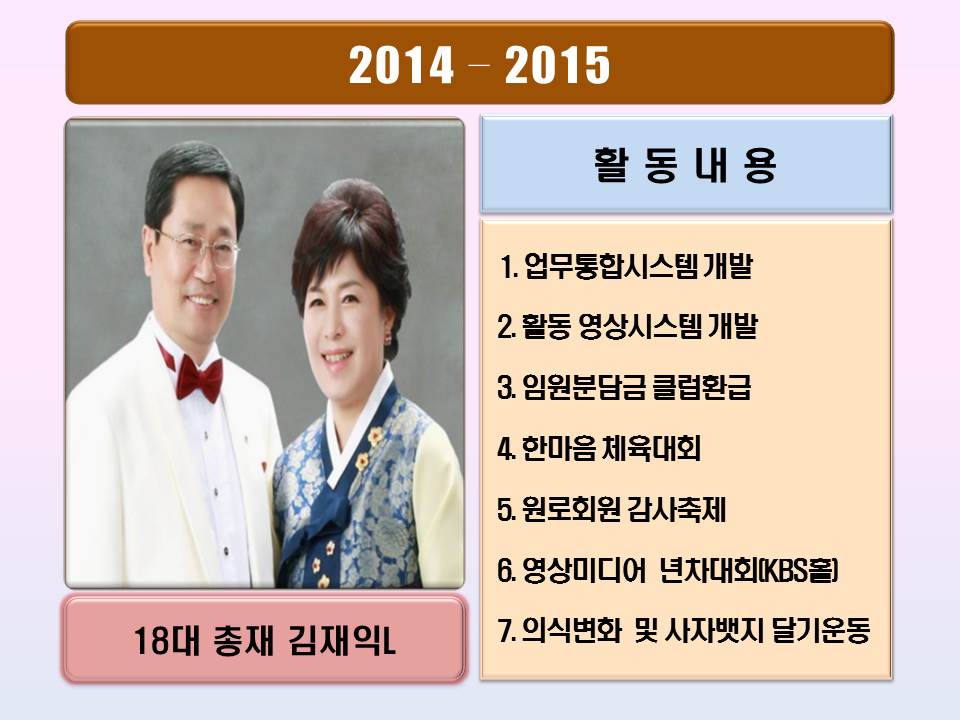 2014 – 2015
활 동 내 용
1. 업무통합시스템 개발
2. 활동 영상시스템 개발
3. 임원분담금 클럽환급
4. 한마음 체육대회
5. 원로회원 감사축제
6. 영상미디어 년차대회(KBS홀)
7. 의식변화 및 사자뱃지 달기운동
18대 총재 김재익L